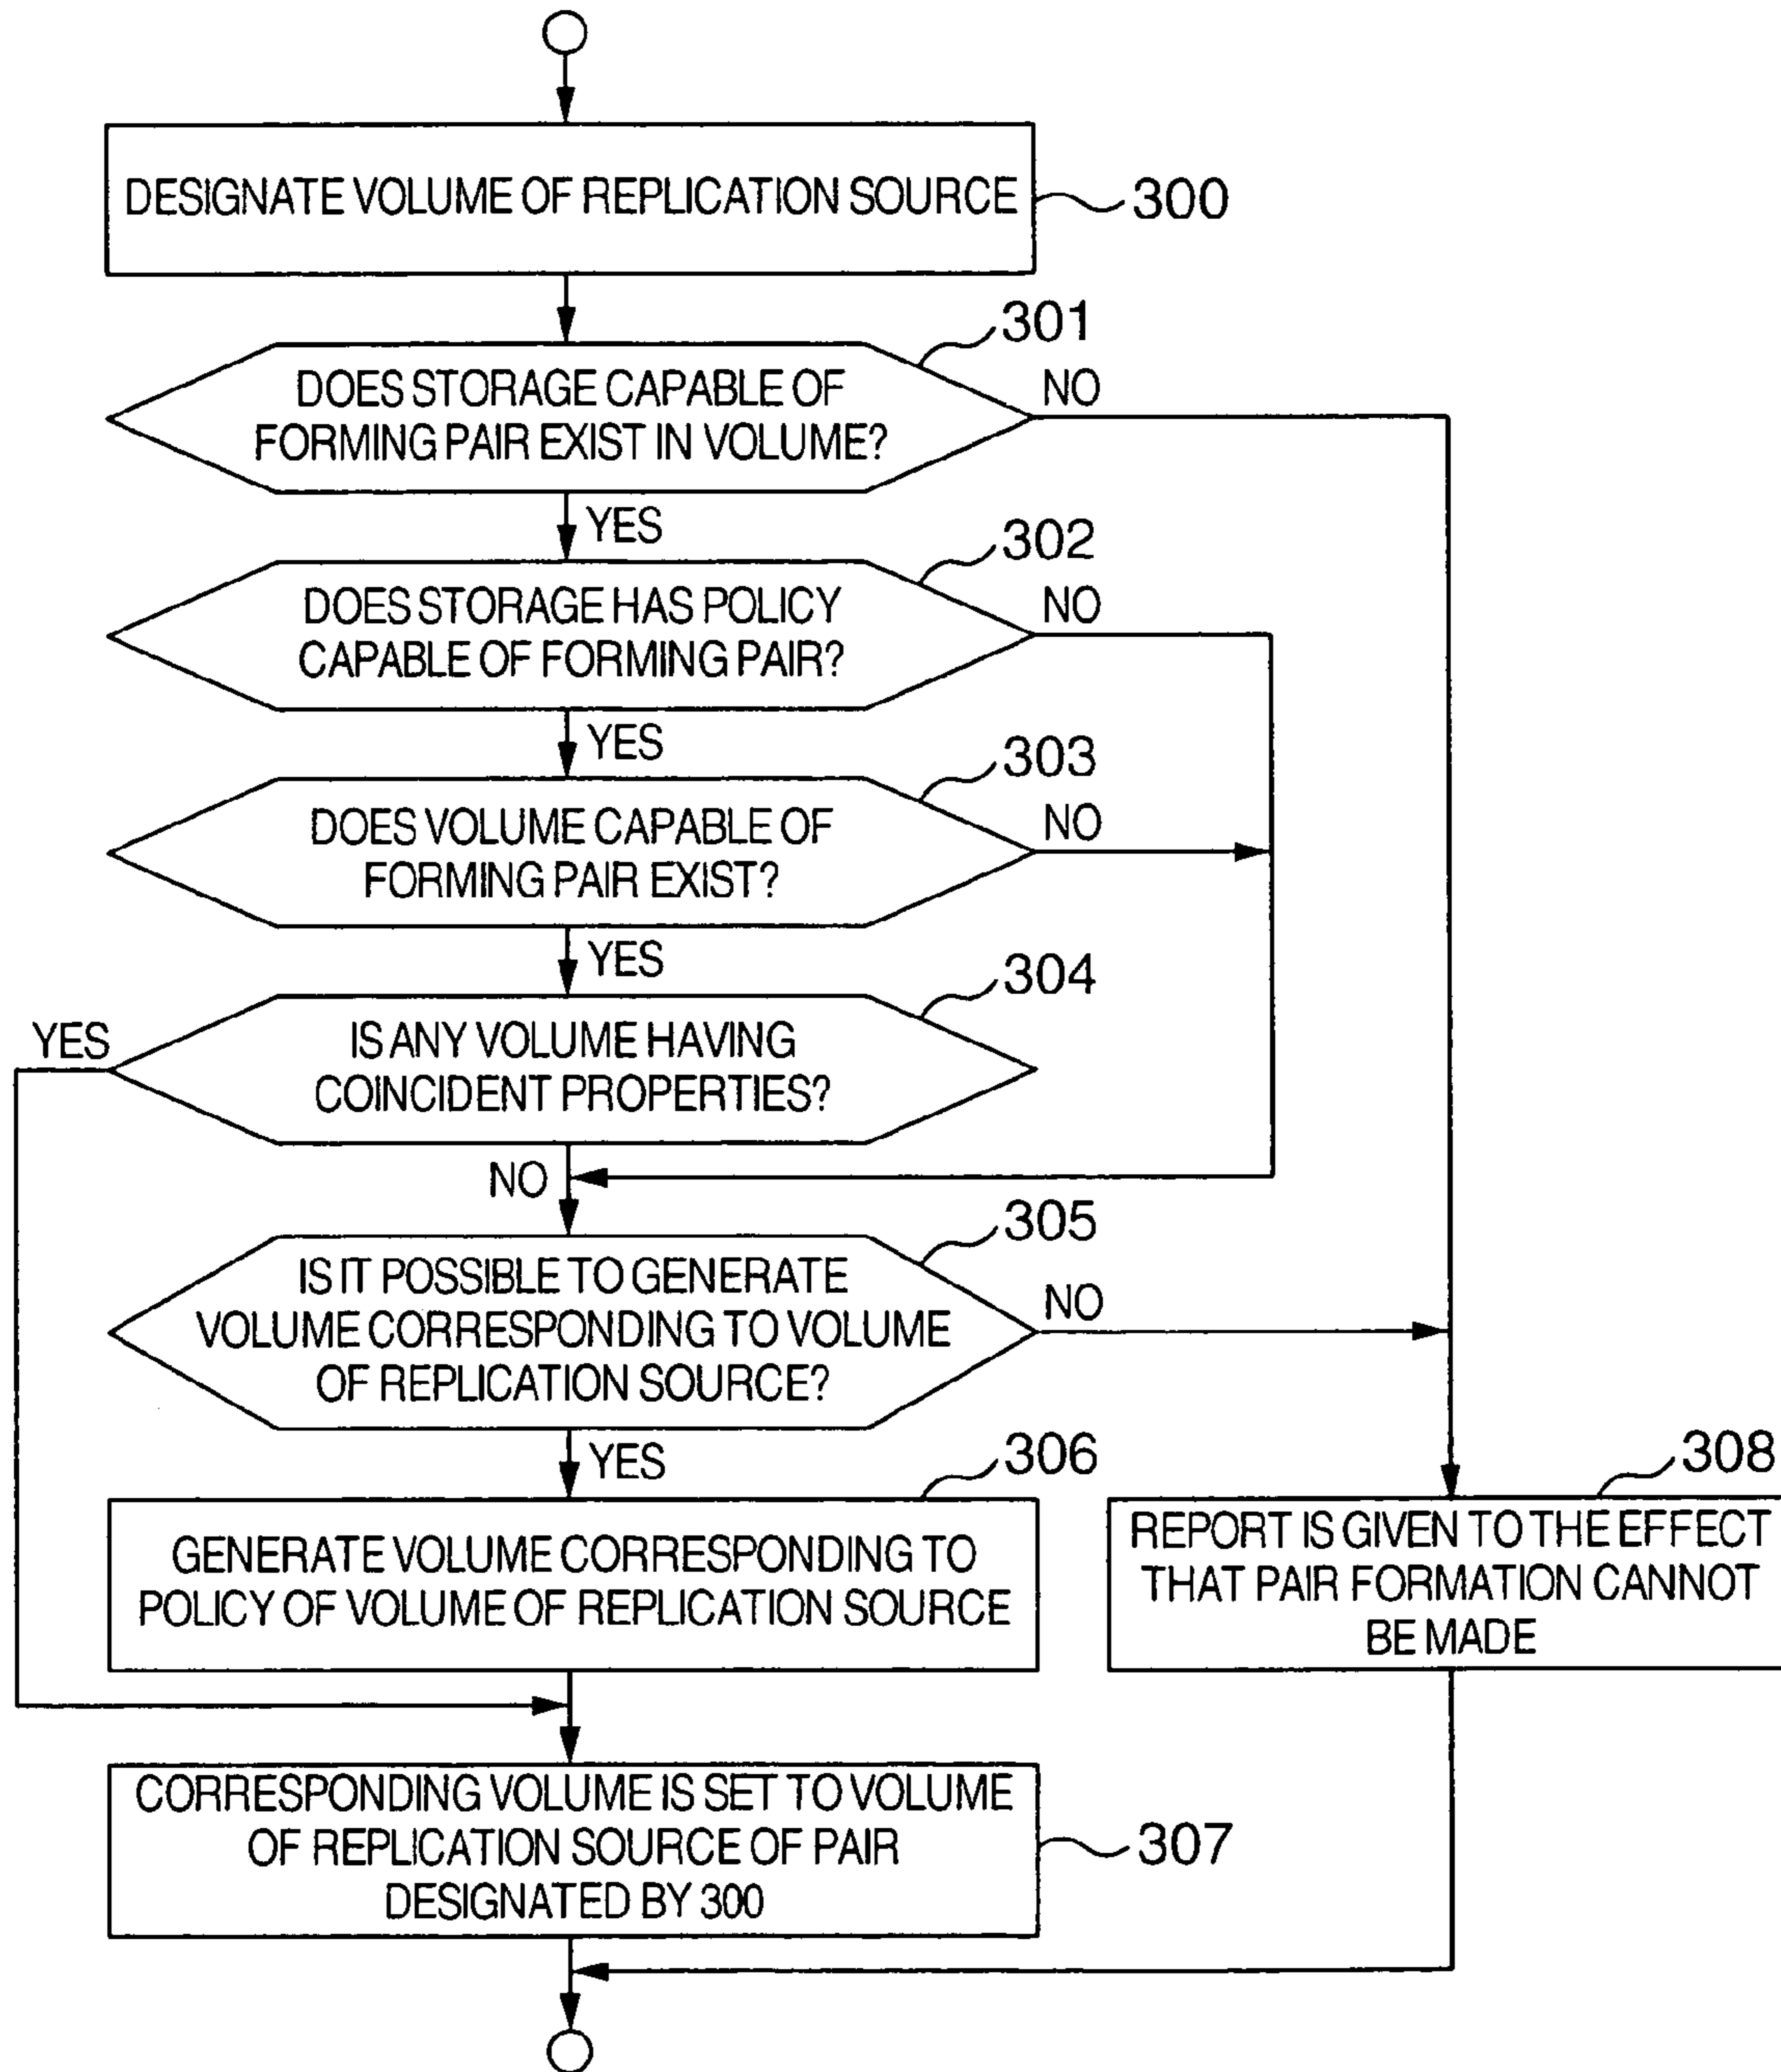 DESIGNATE VOLUME OF REPLICATION SOURCE
300
301
DOES STORAGE CAPABLE OF
FORMING PAIR EXIST IN VOLUME?
NO
YES
302
DOES STORAGE HAS POLICY
CAPABLE OF FORMING PAIR?
NO
YES
303
DOES VOLUME CAPABLE OF
FORMING PAIR EXIST?
NO
YES
304
YES
IS ANY VOLUME HAVING
COINCIDENT PROPERTIES?
NO
305
IS IT POSSIBLE TO GENERATE
VOLUME CORRESPONDING TO VOLUME
OF REPLICATION SOURCE?
NO
YES
306
GENERATE VOLUME CORRESPONDING TO
POLICY OF VOLUME OF REPLICATION SOURCE
308
REPORT IS GIVEN TO THE EFFECT
THAT PAIR FORMATION CANNOT
BE MADE
CORRESPONDING VOLUME IS SET TO VOLUME
OF REPLICATION SOURCE OF PAIR
DESIGNATED BY 300
307